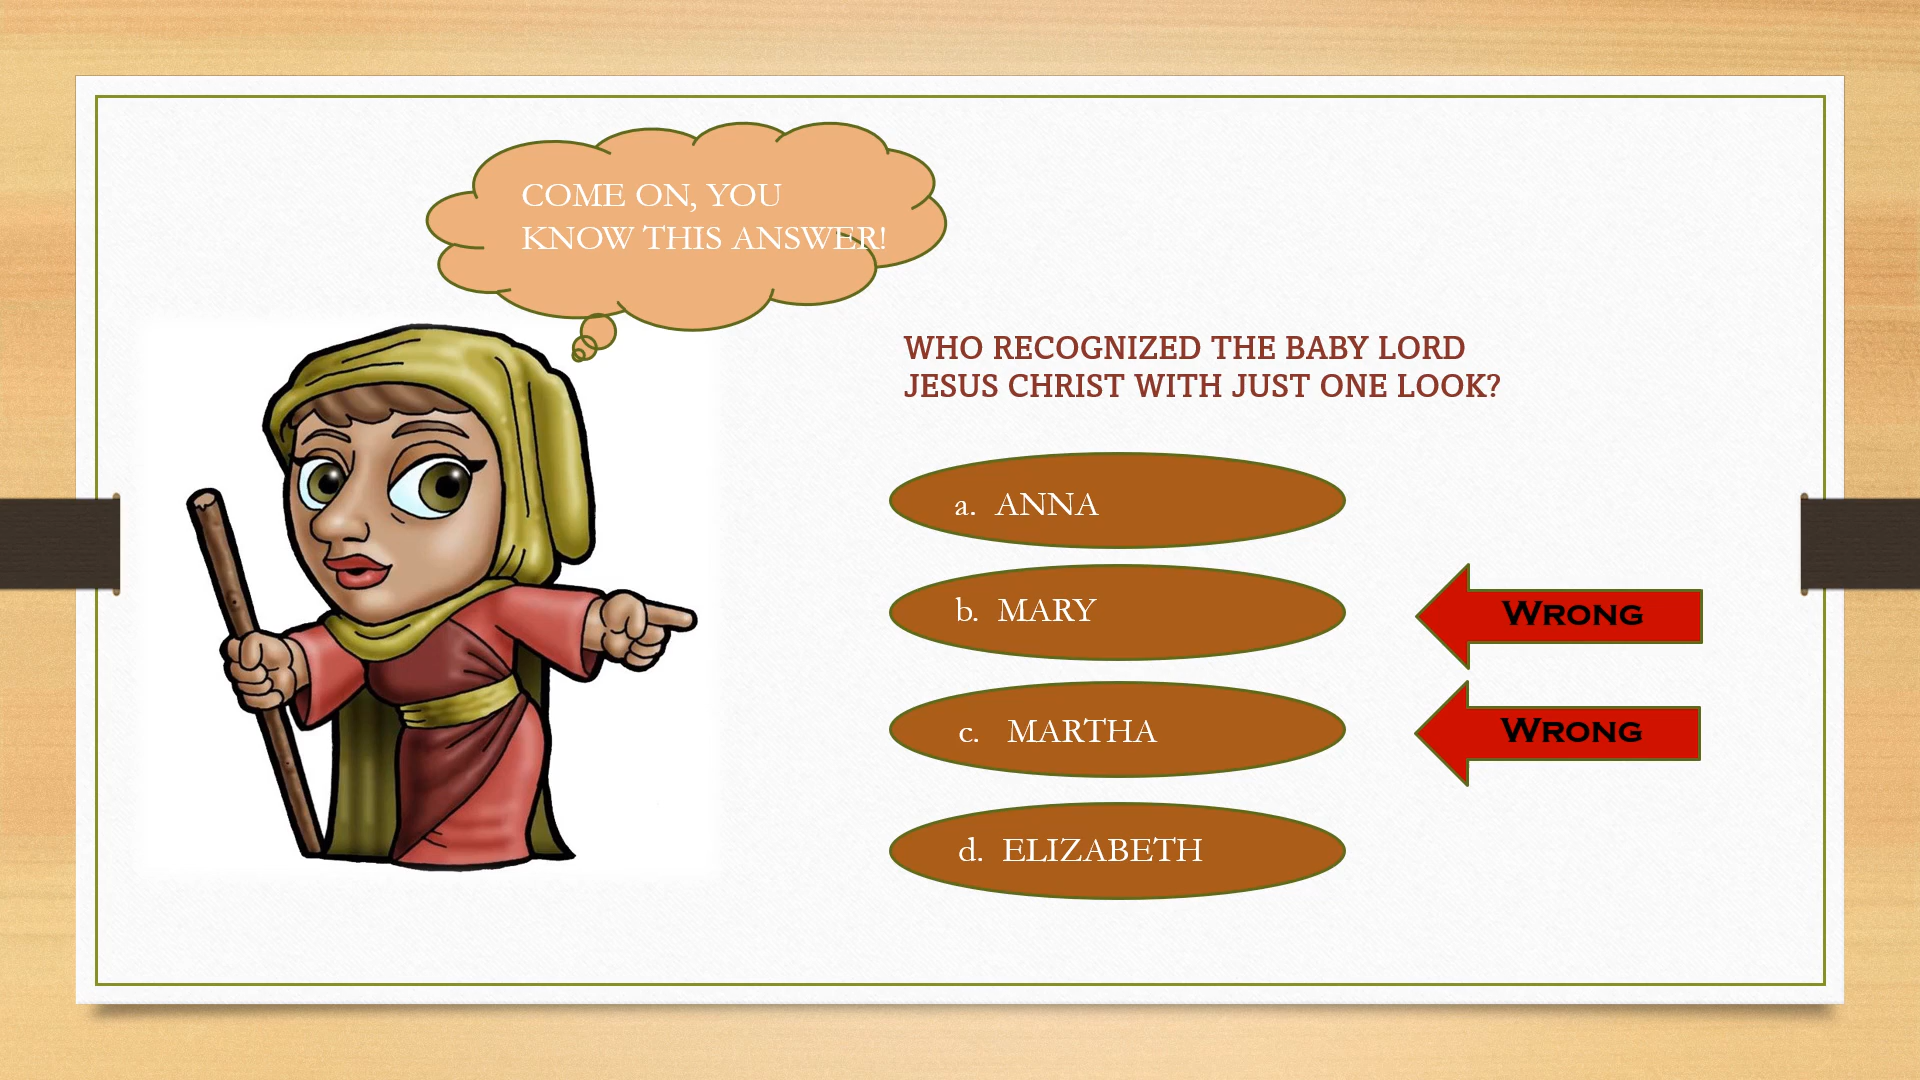 COME ON, YOU
KNOW THIS ANSWER!
WHO RECOGNIZED THE BABY LORD
JESUS CHRIST WITH JUST ONE LOOK?
a. ANNA
b. MARY
Wrong
c. MARTHA
Wrong
d. ELIZABETH